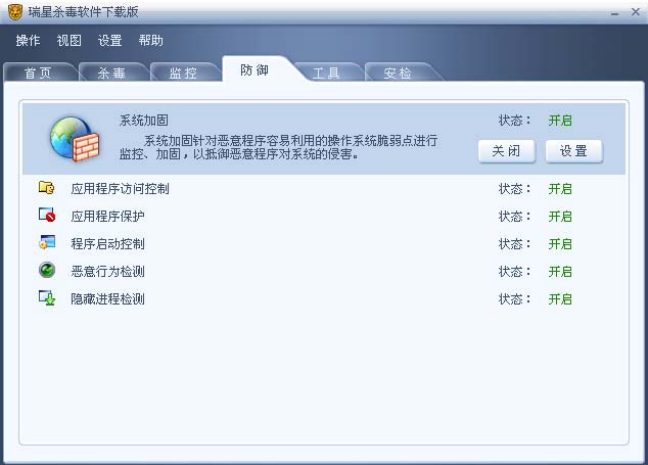 瑞星杀毒软件下载版
操作 视图 设置 帮助
首页 杀毒 监控 防御 工具 安检
系统加固 状态： 开启
系统加固针对恶意程序容易利用的操作系统脆弱点进行
监控、加固，以抵御恶意程序对系统的侵害。
关闭 设置
应用程序访问控制 状态： 开启
应用程序保护 状态： 开启
程序启动控制 状态： 开启
恶意行为检测 状态： 开启
隐藏进程检测 状态： 开启